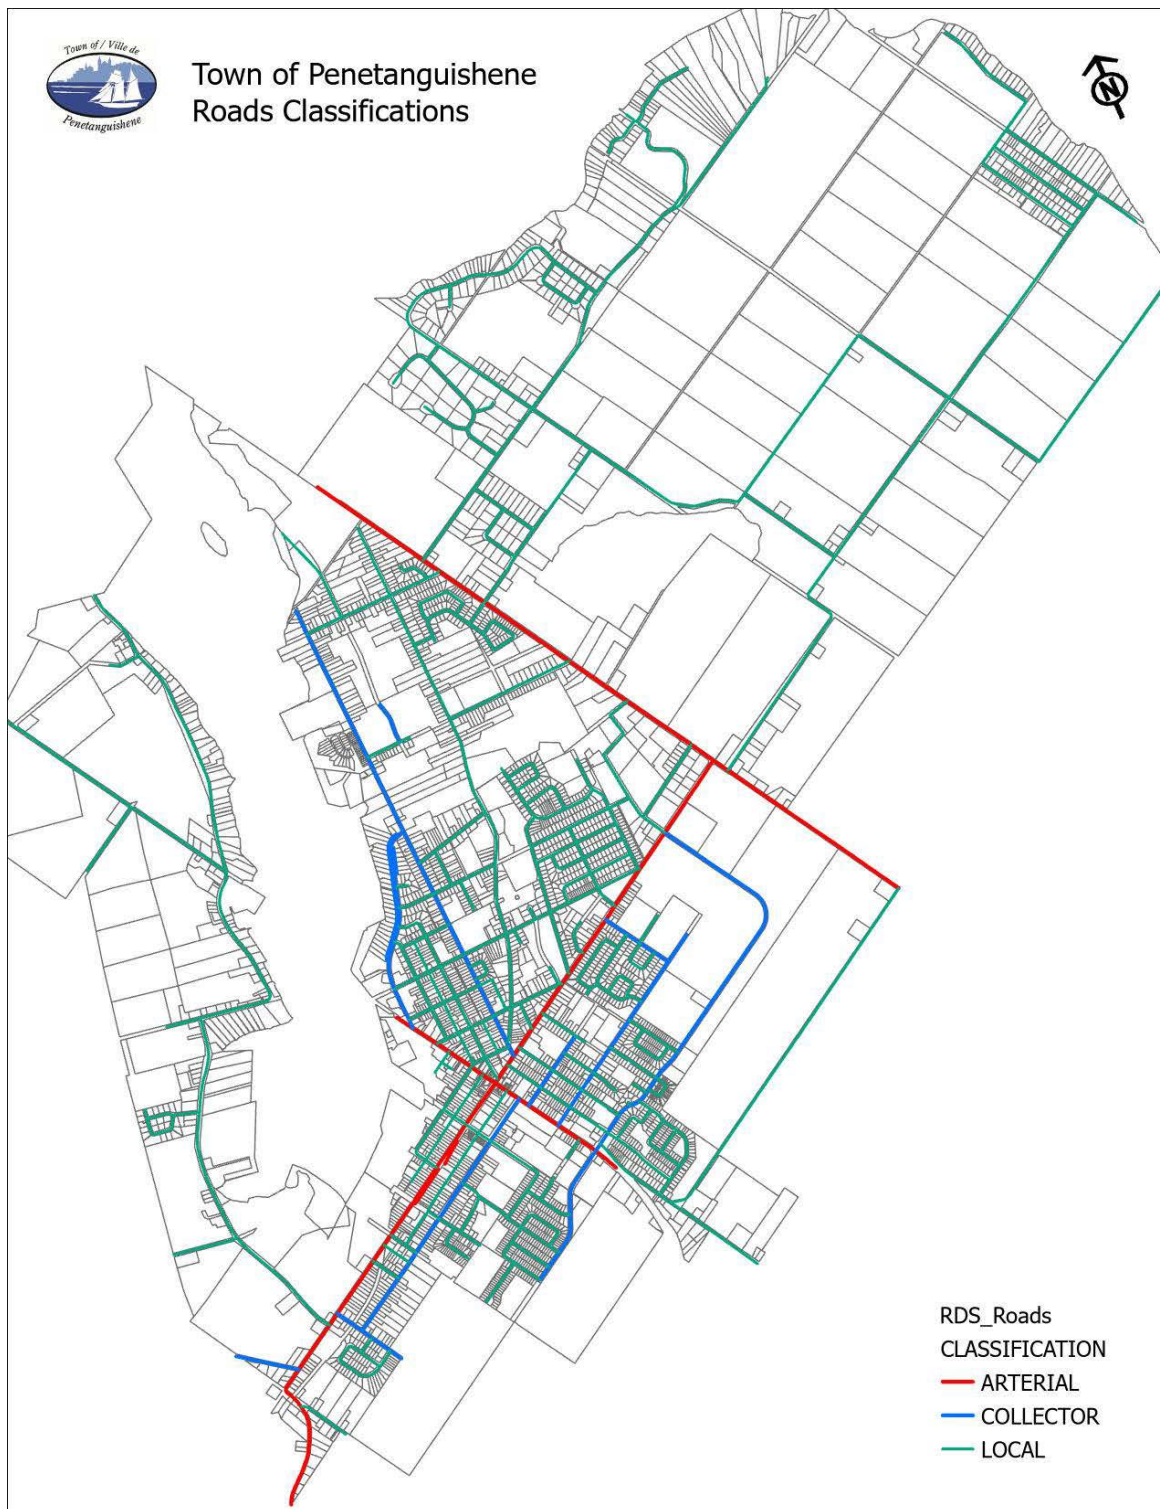 Town of / Ville de
Penetanguishene
Town of Penetanguishene
Roads Classifications
N
RDS_Roads
CLASSIFICATION
ARTERIAL
COLLECTOR
LOCAL